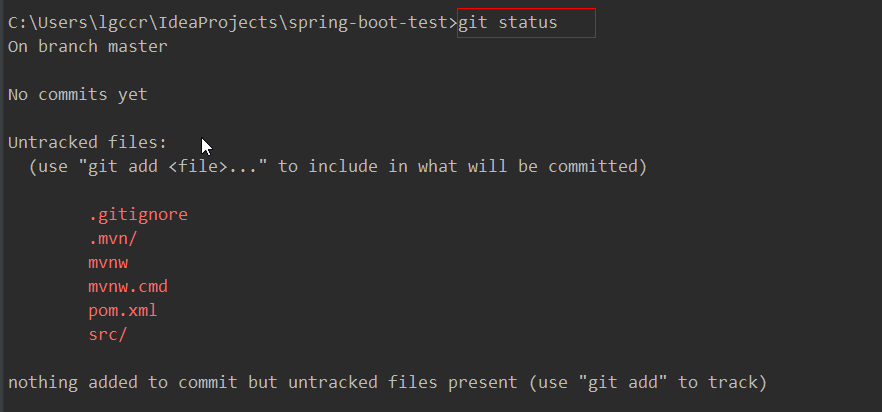 C:\Users\lgccr\IdeaProjects\spring-boot-test>git status
On branch master
No commits yet
Untracked files:
(use "git add <file>..." to include in what will be committed)
.gitignore
.mvn/
mvnw
mvnw.cmd
pom.xml
src/
nothing added to commit but untracked files present (use "git add" to track)